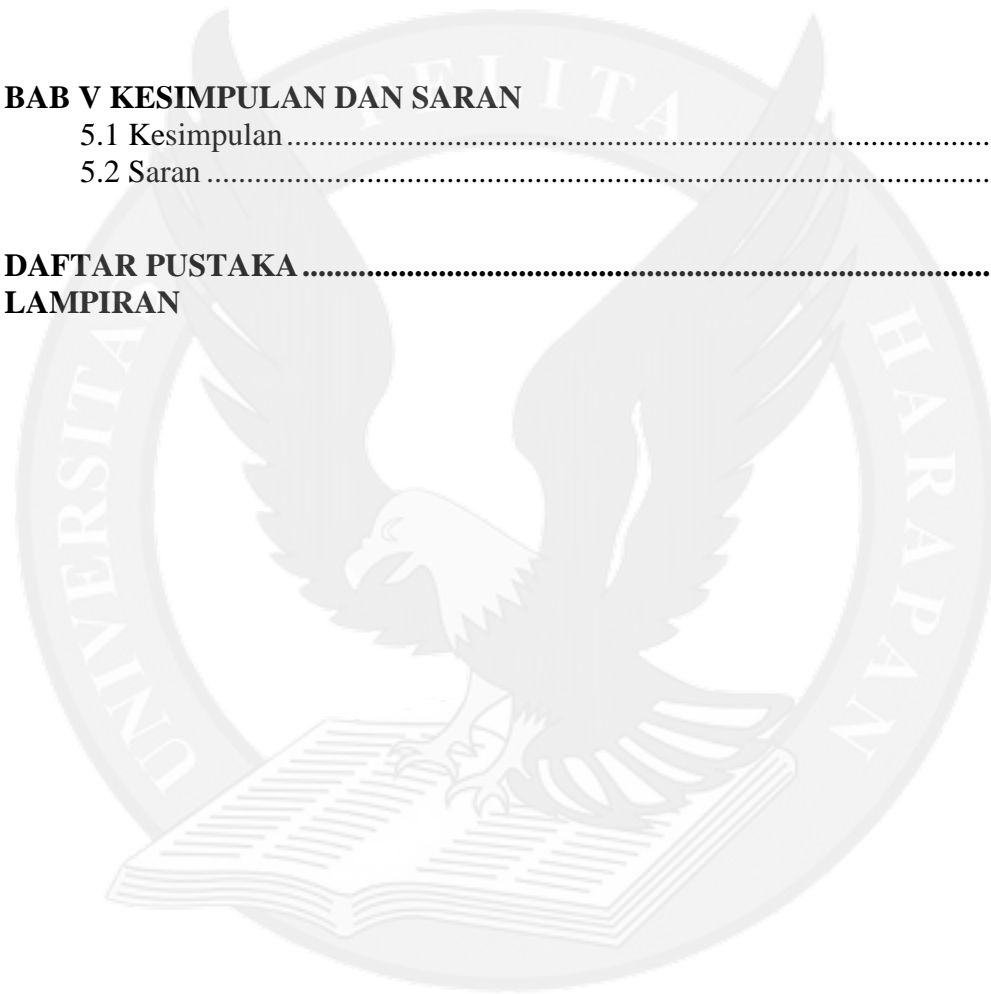 BAB V KESIMPULAN DAN SARAN
5.1 Kesimpulan ........................................................................................
5.2 Saran ..................................................................................................
DAFTAR PUSTAKA ......................................................................................
LAMPIRAN
UNIVERSITAS PELITA HARAPAN